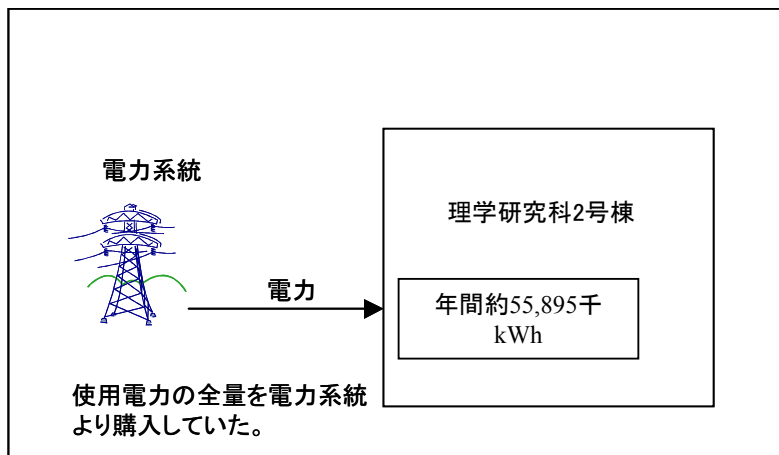 電力系統
理学研究科2号棟
電力
年間約55,895千
kWh
使用電力の全量を電力系統
より購入していた。